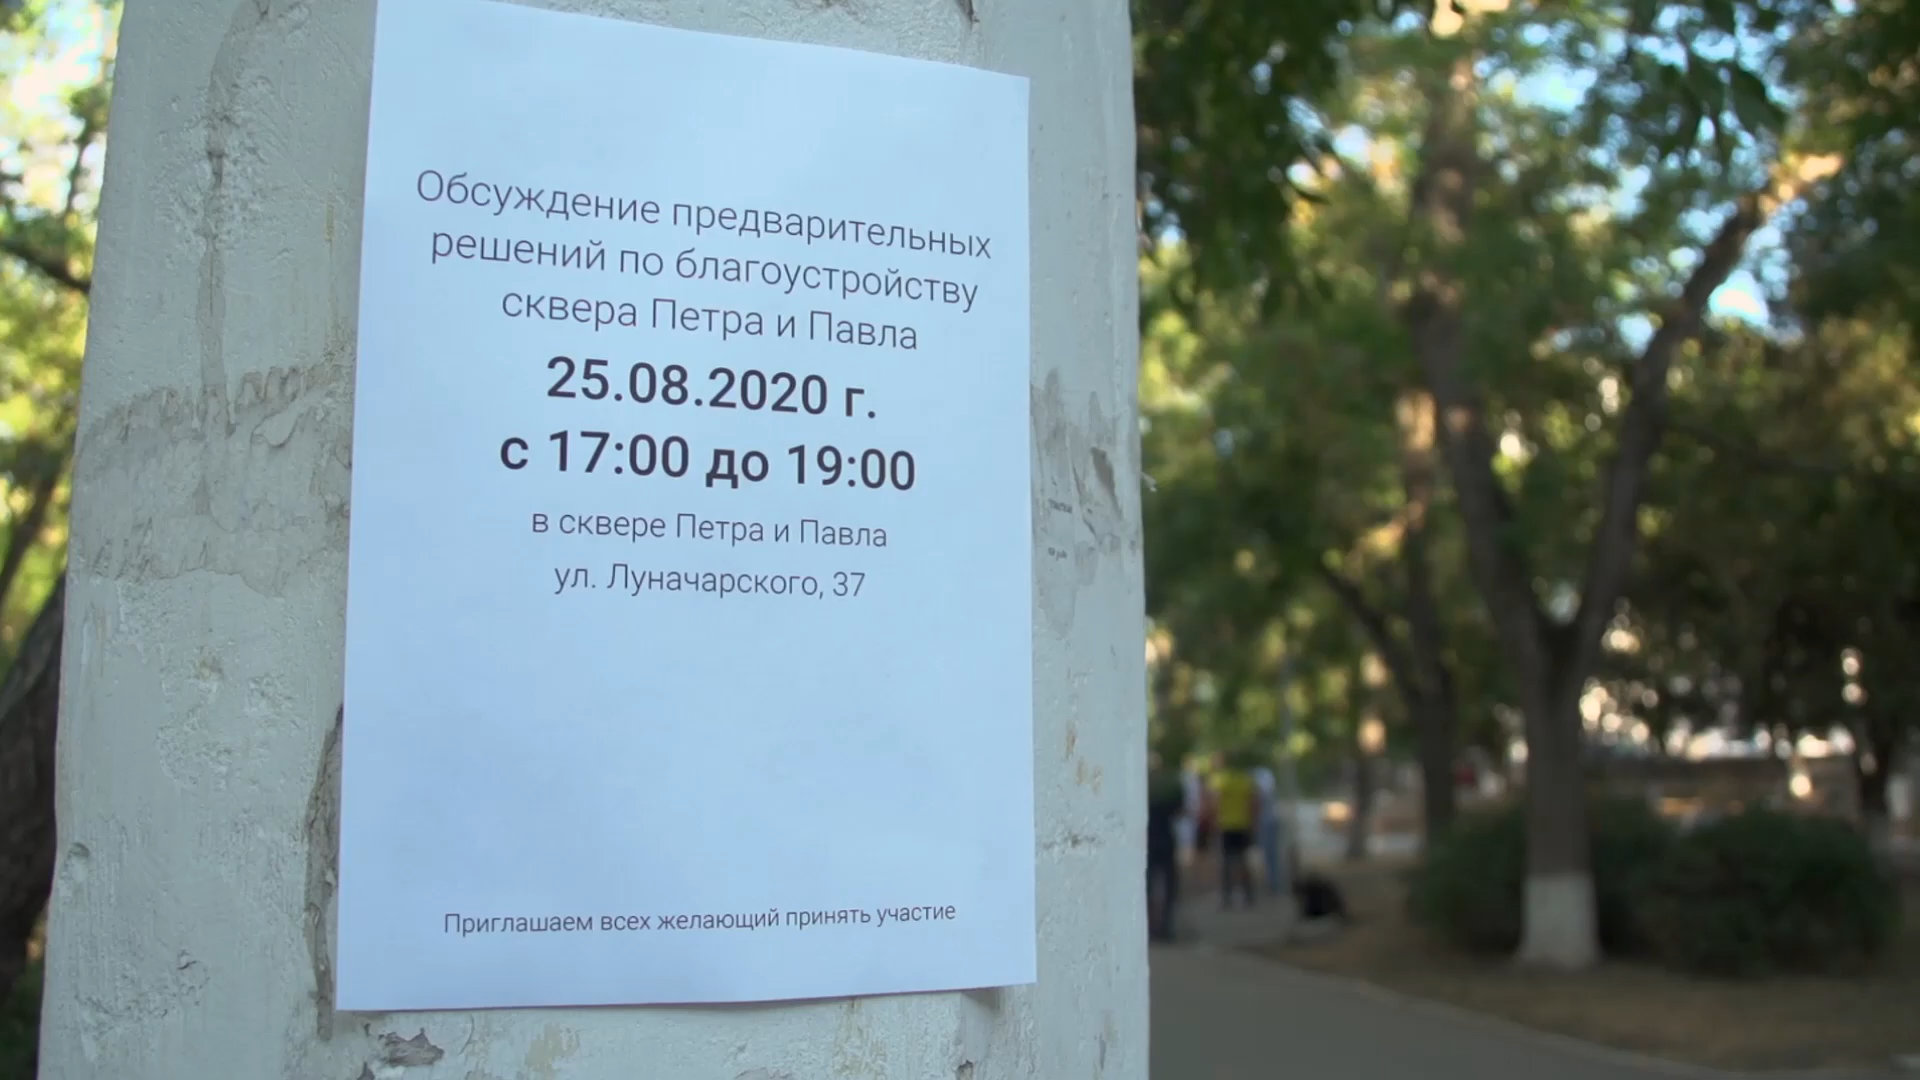 Обсуждение предварительных
решений по благоустройству
сквера Петра и Павла
25.08.2020 г.
с 17:00 до 19:00
в сквере Петра и Павла
ул. Луначарского, 37
Приглашаем всех желающий принять участие